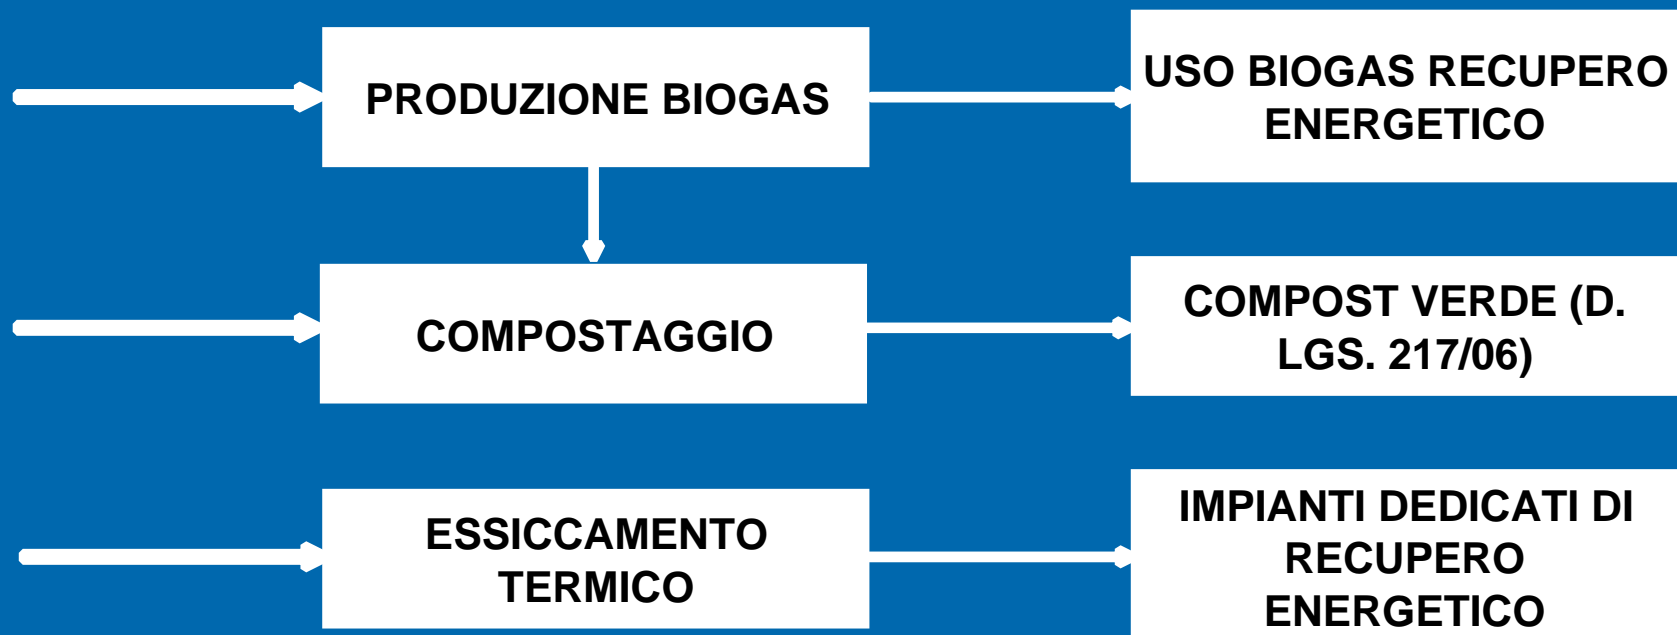 PRODUZIONE BIOGAS
USO BIOGAS RECUPERO
ENERGETICO
COMPOSTAGGIO
COMPOST VERDE (D.
LGS. 217/06)
ESSICCAMENTO
TERMICO
IMPIANTI DEDICATI DI
RECUPERO
ENERGETICO